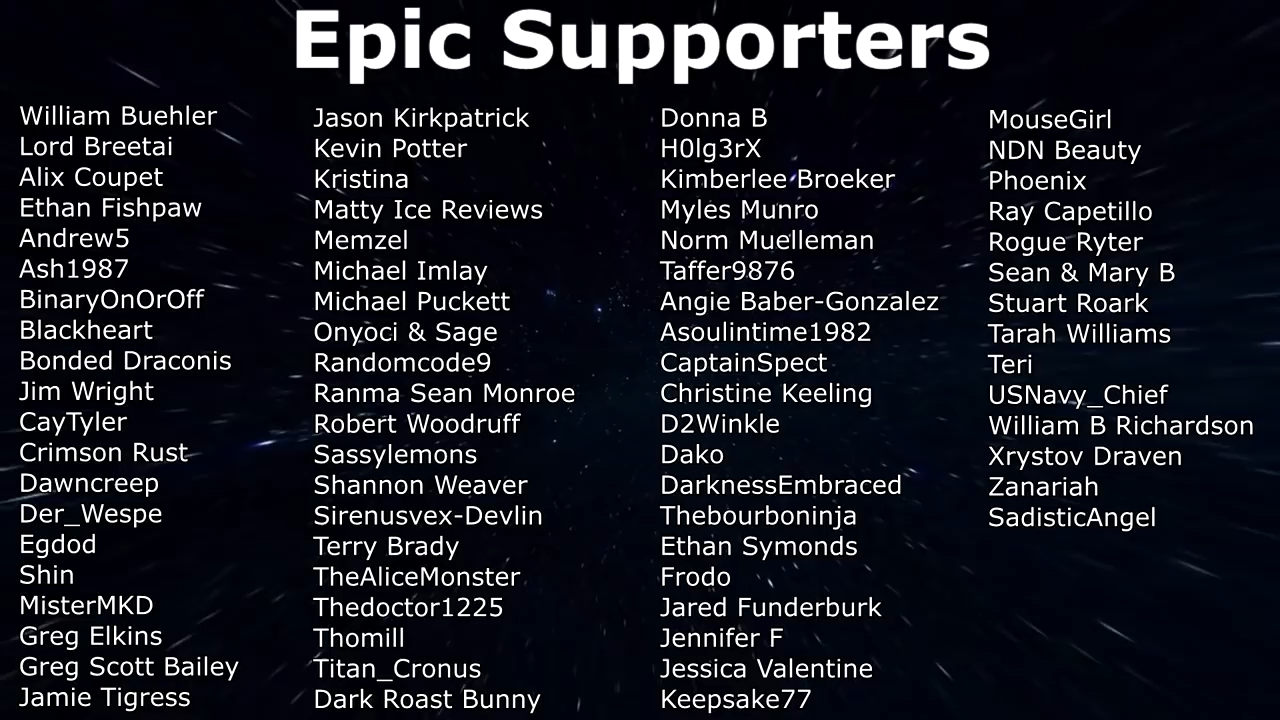 Epic Supporters
William Buehler
Lord Breetai
Alix Coupet
Ethan Fishpaw
Andrew5
Ash1987
BinaryOnOrOff
Blackheart
Bonded Draconis
Jim Wright
CayTyler
Crimson Rust
Dawncreep
Der_Wespe
Egdod
Shin
MisterMKD
Greg Elkins
Greg Scott Bailey
Jamie Tigress
Jason Kirkpatrick
Kevin Potter
Kristina
Matty Ice Reviews
Memzel
Michael Imlay
Michael Puckett
Onyoci & Sage
Randomcode9
Ranma Sean Monroe
Robert Woodruff
Sassylemons
Shannon Weaver
Sirenusvex-Devlin
Terry Brady
TheAliceMonster
Thedoctor1225
Thomill
Titan_Cronus
Dark Roast Bunny
Donna B
H0lg3rX
Kimberlee Broeker
Myles Munro
Norm Muelleman
Taffer9876
Angie Baber-Gonzalez
Asoulintime1982
CaptainSpect
Christine Keeling
D2Winkle
Dako
DarknessEmbraced
Thebourboninja
Ethan Symonds
Frodo
Jared Funderburk
Jennifer F
Jessica Valentine
Keepsake77
MouseGirl
NDN Beauty
Phoenix
Ray Capetillo
Rogue Ryter
Sean & Mary B
Stuart Roark
Tarah Williams
Teri
USNavy_Chief
William B Richardson
Xrystov Draven
Zanariah
SadisticAngel